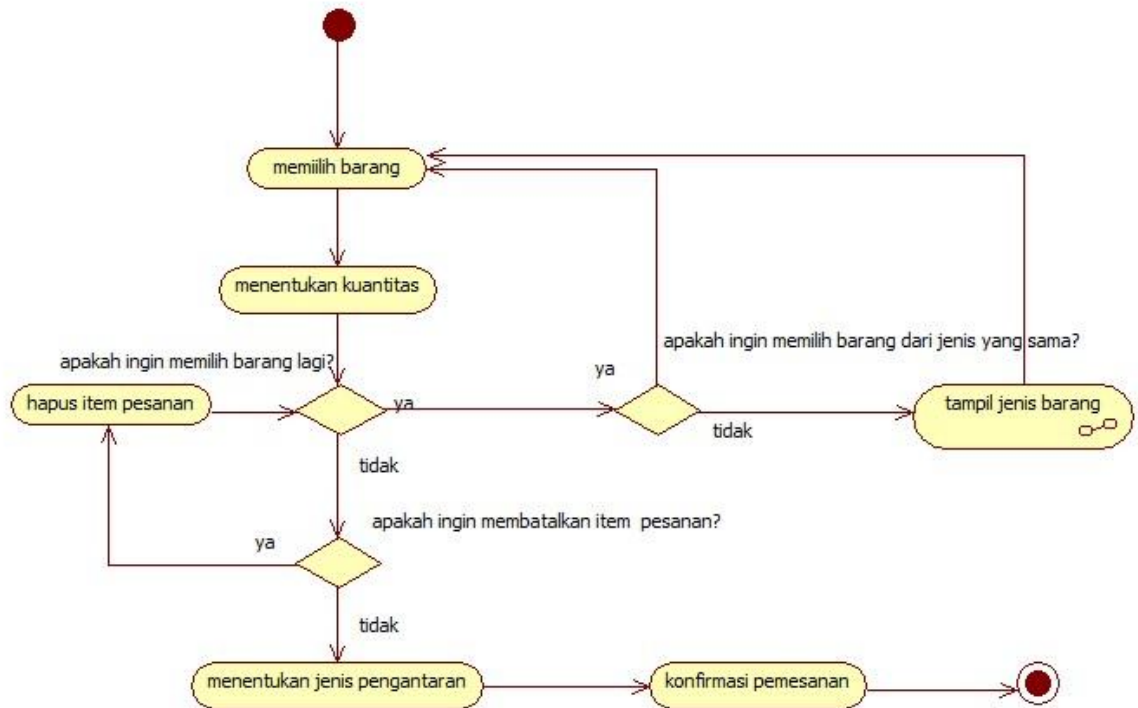 memiilih barang
menentukan kuantitas
apakah ingin memilih barang dari jenis yang sama?
apakah ingin memilih barang lagi?
ya
hapus item pesanan
ya
tampil jenis barang
tidak
tidak
apakah ingin membatalkan item pesanan?
ya
tidak
menentukan jenis pengantaran
konfirmasi pemesanan